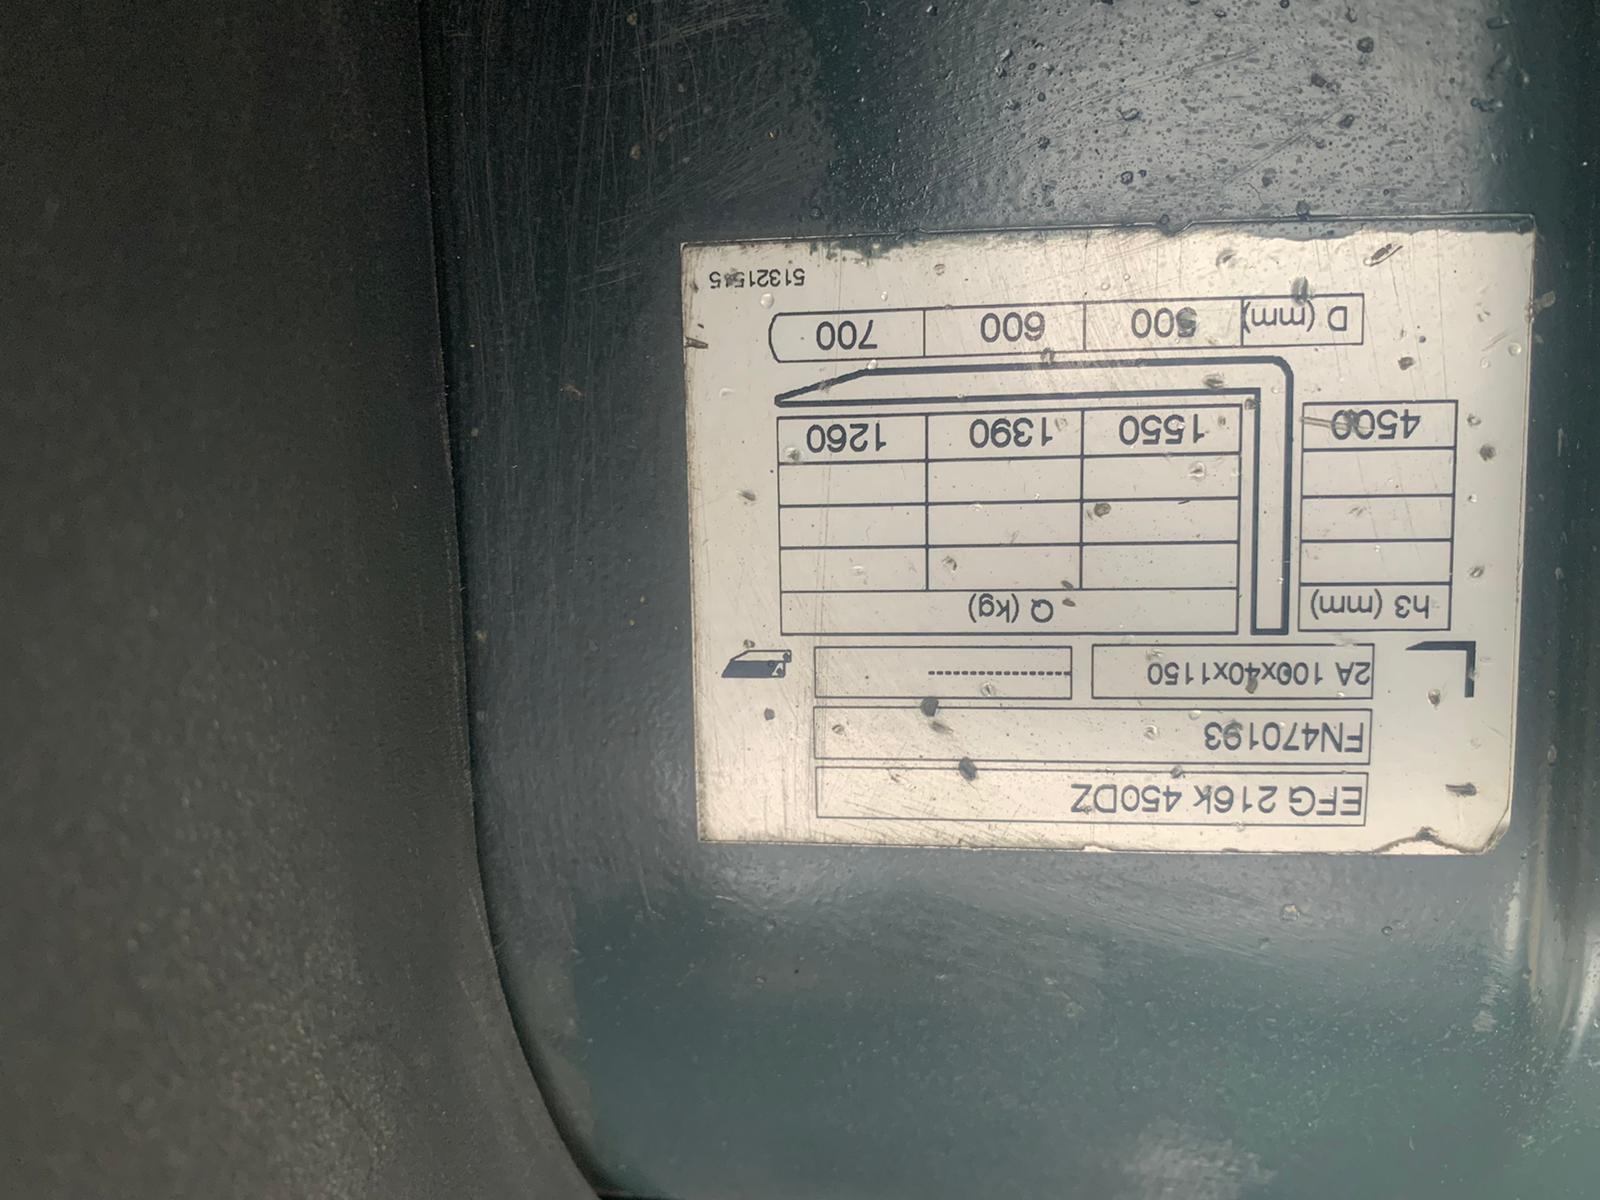 EFG 216k 450DZ
FN470193
2A 100x40x1150 ----------
h3 (mm) Q (kg)
4500 1550 1390 1260
D (mm) 500 600 700
51321545